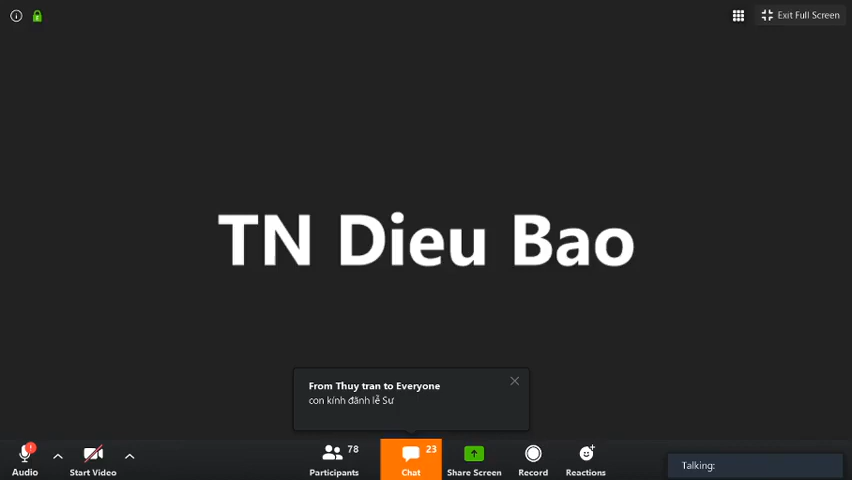 Exit Full Screen
TN Dieu Bao
From Thuy tran to Everyone
con kính đãnh lễ Sư
78
23
Audio
Start Video
Participants
Chat
Share Screen
Record
Reactions
Talking: